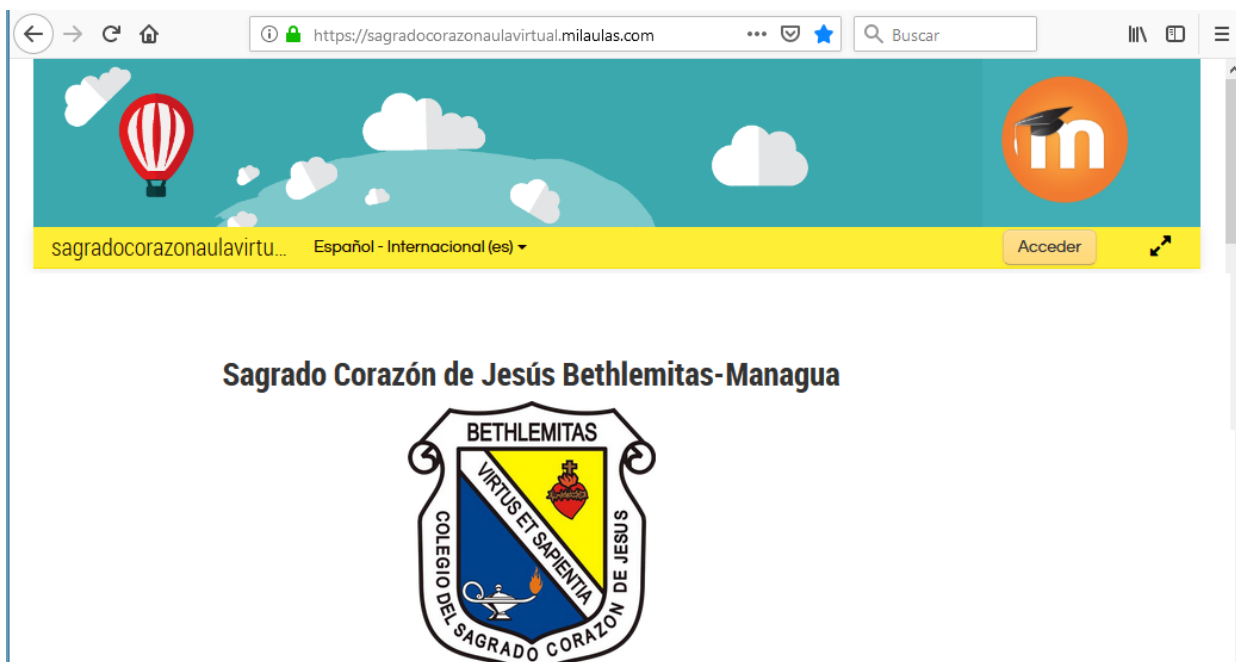 https://sagradocorazonaulavirtual.milaulas.com
Buscar
m
sagradocorazonaulavirtu...
Español - Internacional (es)
Acceder
Sagrado Corazón de Jesús Bethlemitas-Managua
BETHLEMITAS
VIRTUS ET SAPIENTIA
COLEGIO DEL SAGRADO CORAZON DE JESUS